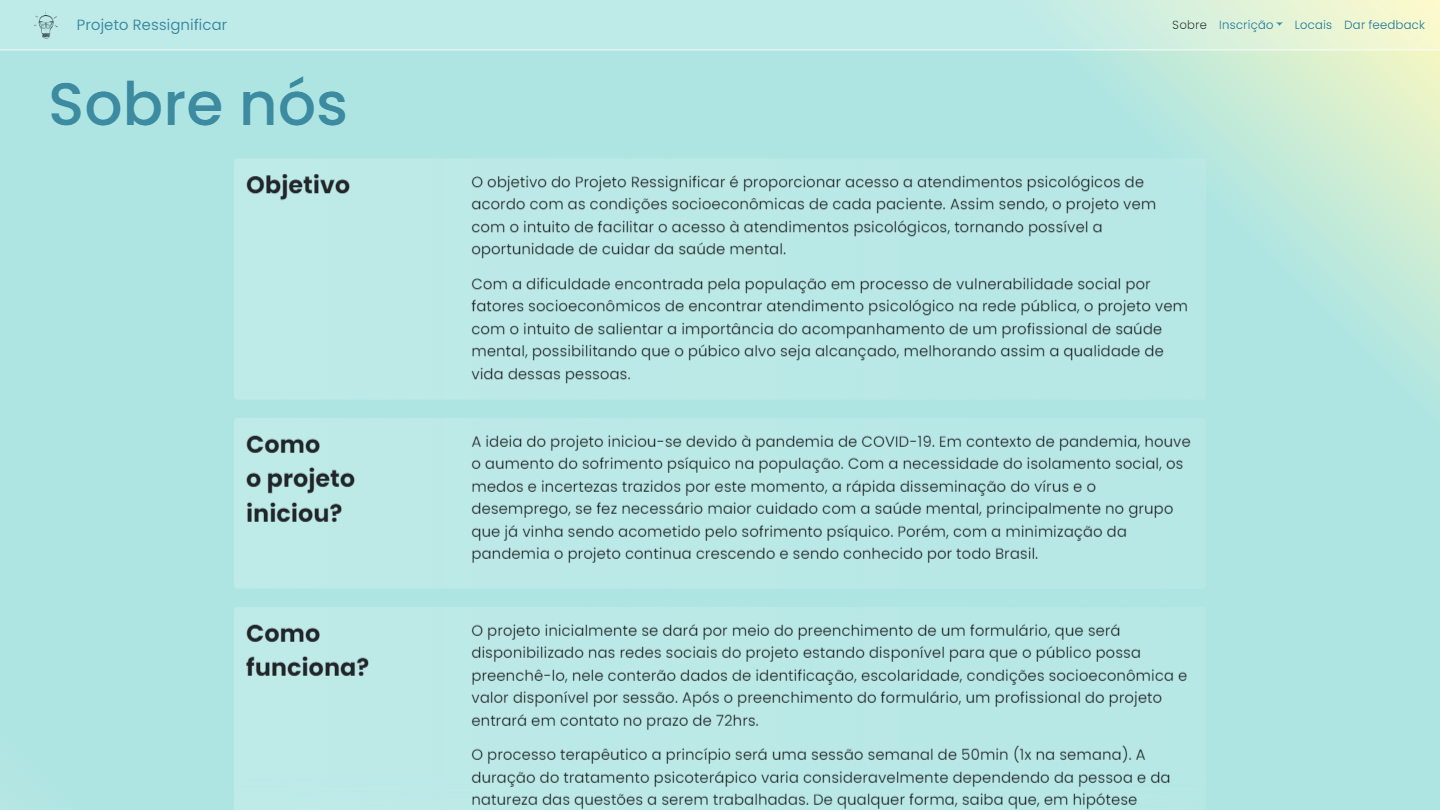 Projeto Ressignificar
Sobre Inscrição Locais Dar feedback
Sobre nós
Objetivo
O objetivo do Projeto Ressignificar é proporcionar acesso a atendimentos psicológicos de
acordo com as condições socioeconômicas de cada paciente. Assim sendo, o projeto vem
com o intuito de facilitar o acesso à atendimentos psicológicos, tornando possível a
oportunidade de cuidar da saúde mental.
Com a dificuldade encontrada pela população em processo de vulnerabilidade social por
fatores socioeconômicos de encontrar atendimento psicológico na rede pública, o projeto vem
com o intuito de salientar a importância do acompanhamento de um profissional de saúde
mental, possibilitando que o púbico alvo seja alcançado, melhorando assim a qualidade de
vida dessas pessoas.
Como
o projeto
iniciou?
A ideia do projeto iniciou-se devido à pandemia de COVID-19. Em contexto de pandemia, houve
o aumento do sofrimento psíquico na população. Com a necessidade do isolamento social, os
medos e incertezas trazidos por este momento, a rápida disseminação do vírus e o
desemprego, se fez necessário maior cuidado com a saúde mental, principalmente no grupo
que já vinha sendo acometido pelo sofrimento psíquico. Porém, com a minimização da
pandemia o projeto continua crescendo e sendo conhecido por todo Brasil.
Como
funciona?
O projeto inicialmente se dará por meio do preenchimento de um formulário, que será
disponibilizado nas redes sociais do projeto estando disponível para que o público possa
preenchê-lo, nele conterão dados de identificação, escolaridade, condições socioeconômica e
valor disponível por sessão. Após o preenchimento do formulário, um profissional do projeto
entrará em contato no prazo de 72hrs.
O processo terapêutico a princípio será uma sessão semanal de 50min (1x na semana). A
duração do tratamento psicoterápico varia consideravelmente dependendo da pessoa e da
natureza das questões a serem trabalhadas. De qualquer forma, saiba que, em hipótese